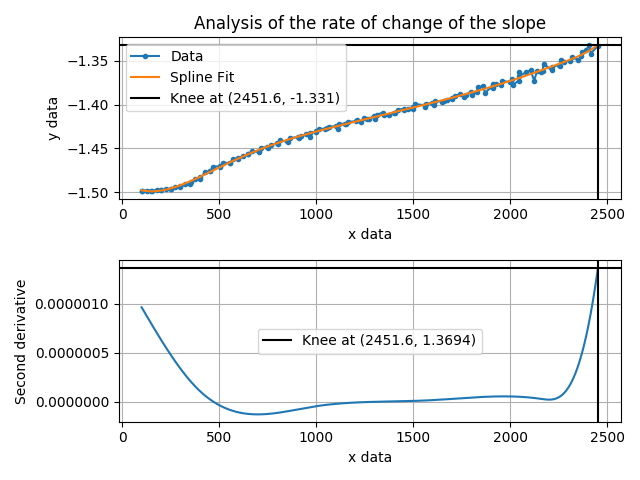 Analysis of the rate of change of the slope
Data
Spline Fit
Knee at (2451.6, -1.331)
−1.35
−1.40
−1.45
−1.50
y data
0 500 1000 1500 2000 2500
x data
Knee at (2451.6, 1.3694)
0.0000010
0.0000005
0.0000000
Second derivative
0 500 1000 1500 2000 2500
x data